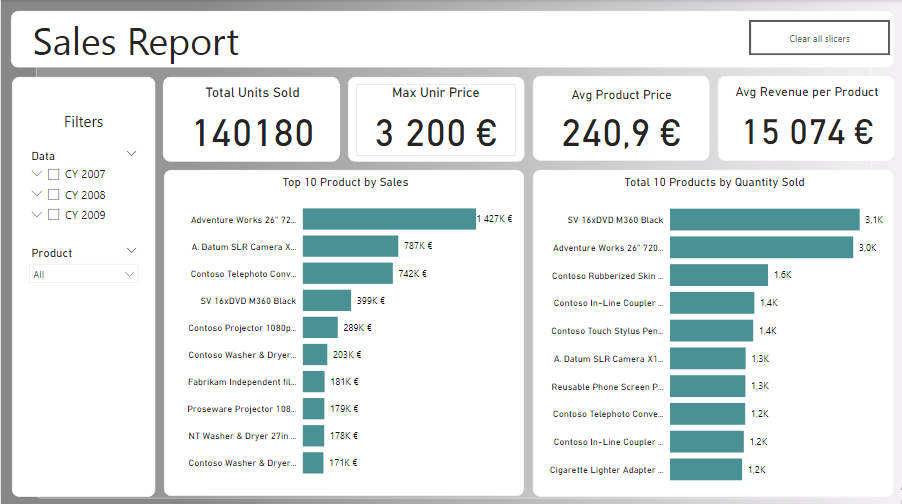 Sales Report
Clear all slicers
Filters
Data
CY 2007
CY 2008
CY 2009
Product
All
Total Units Sold
140180
Max Unir Price
3 200 €
Avg Product Price
240,9 €
Avg Revenue per Product
15 074 €
Top 10 Product by Sales
Adventure Works 26" 72... 1 427K €
A. Datum SLR Camera X... 787K €
Contoso Telephoto Conv... 742K €
SV 16xDVD M360 Black 399K €
Contoso Projector 1080p... 289K €
Contoso Washer & Dryer... 203K €
Fabrikam Independent fil... 181K €
Proseware Projector 108... 179K €
NT Washer & Dryer 27in ... 178K €
Contoso Washer & Dryer... 171K €
Total 10 Products by Quantity Sold
SV 16xDVD M360 Black 3,1K
Adventure Works 26" 720... 3,0K
Contoso Rubberized Skin ... 1,6K
Contoso In-Line Coupler ... 1,4K
Contoso Touch Stylus Pen... 1,4K
A. Datum SLR Camera X1... 1,3K
Reusable Phone Screen P... 1,3K
Contoso Telephoto Conve... 1,2K
Contoso In-Line Coupler ... 1,2K
Cigarette Lighter Adapter ... 1,2K